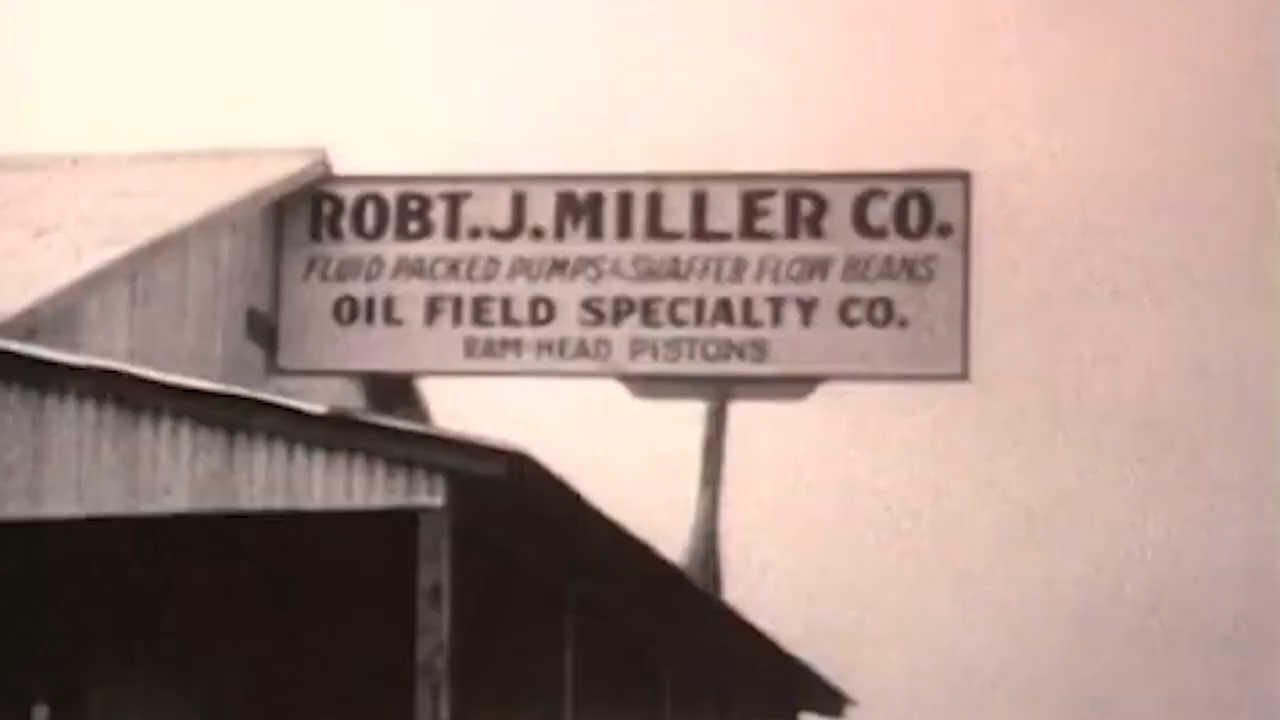 ROBT. J. MILLER CO.
FLUID PACKED PUMPS & SHAFFER FLOW BEANS
OIL FIELD SPECIALTY CO.
RAM-HEAD PISTONS